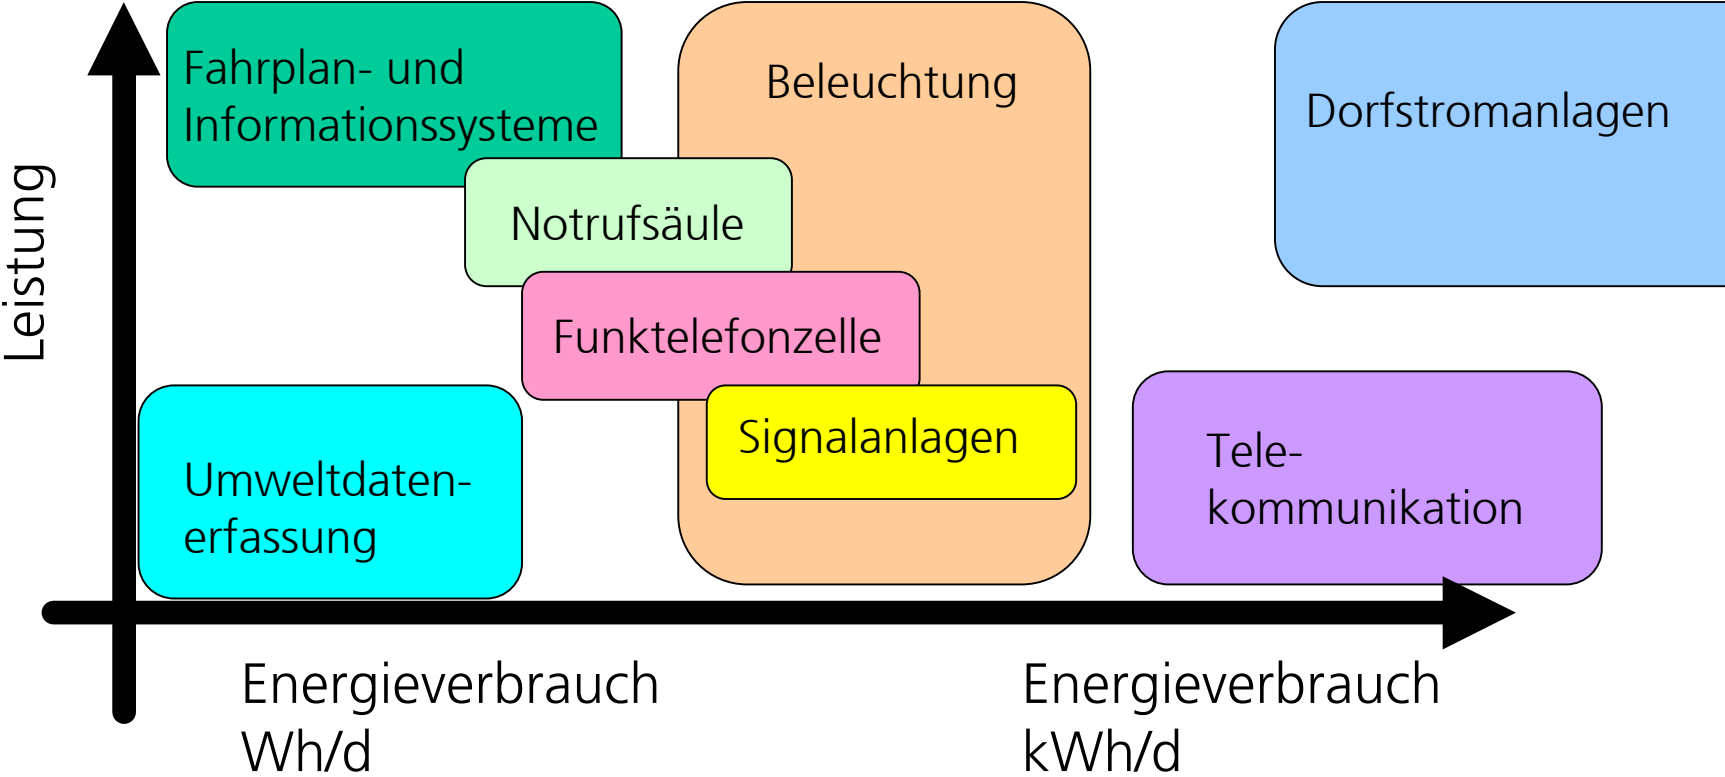 Leistung
Fahrplan- und
Informationssysteme
Beleuchtung
Dorfstromanlagen
Notrufsäule
Funktelefonzelle
Signalanlagen
Umweltdaten-
erfassung
Tele-
kommunikation
Energieverbrauch
Wh/d
Energieverbrauch
kWh/d